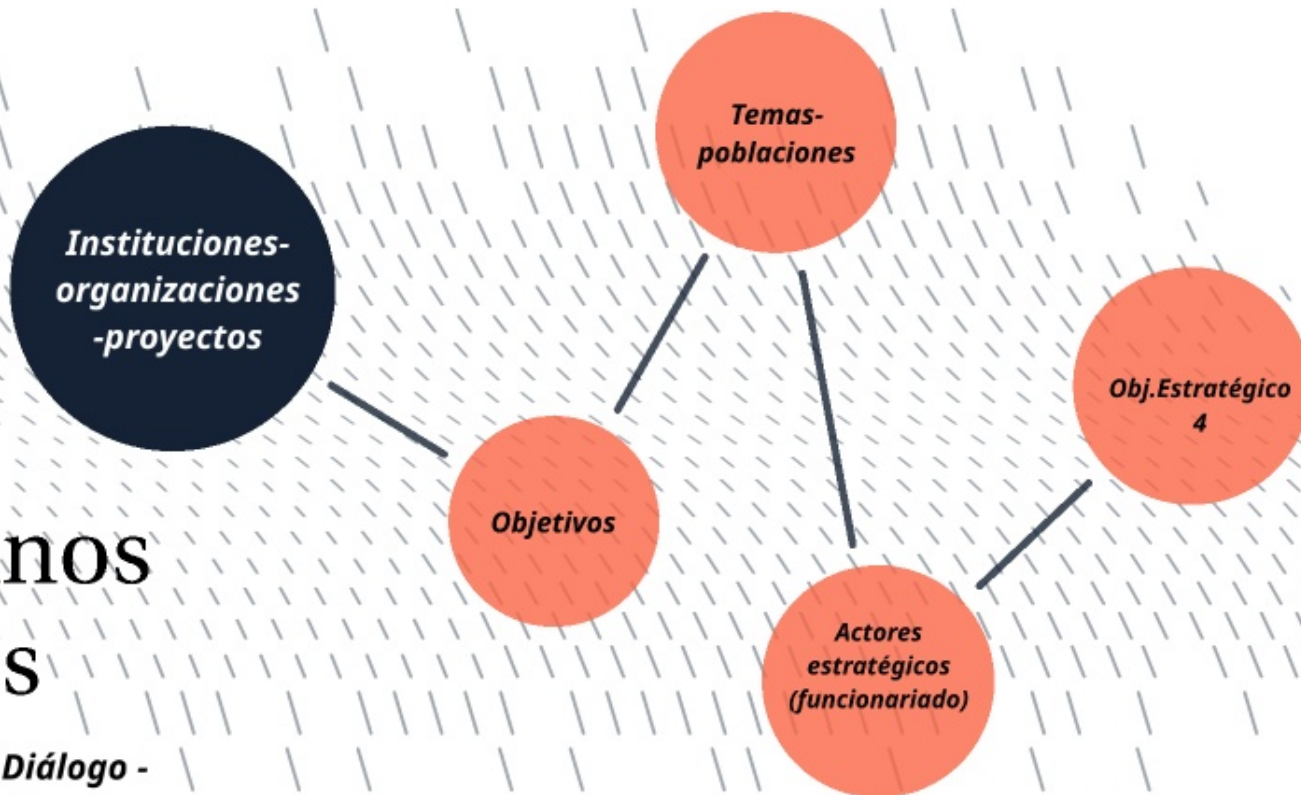 Temas-
poblaciones
Instituciones-
organizaciones
-proyectos
Obj.Estratégico
4
Objetivos
nos
s
Actores
estratégicos
(funcionariado)
Diálogo -